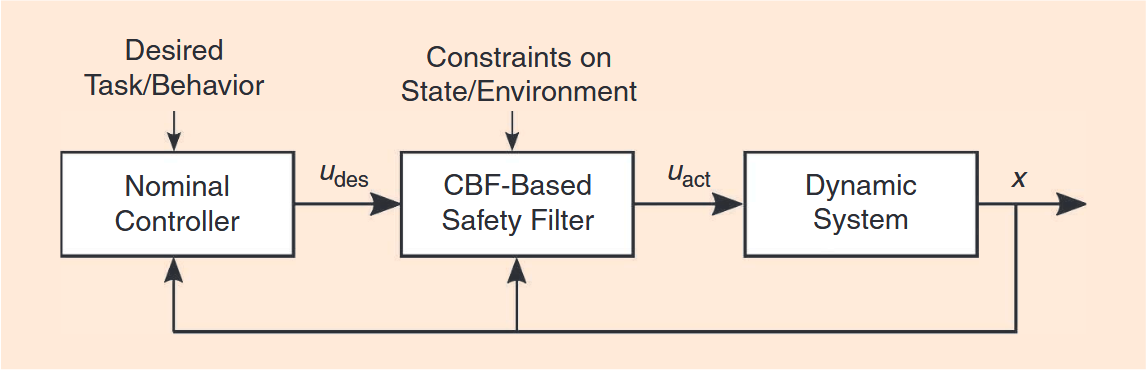 Desired
Task/Behavior
Constraints on
State/Environment
Nominal
Controller
u_des
CBF-Based
Safety Filter
u_act
Dynamic
System
x